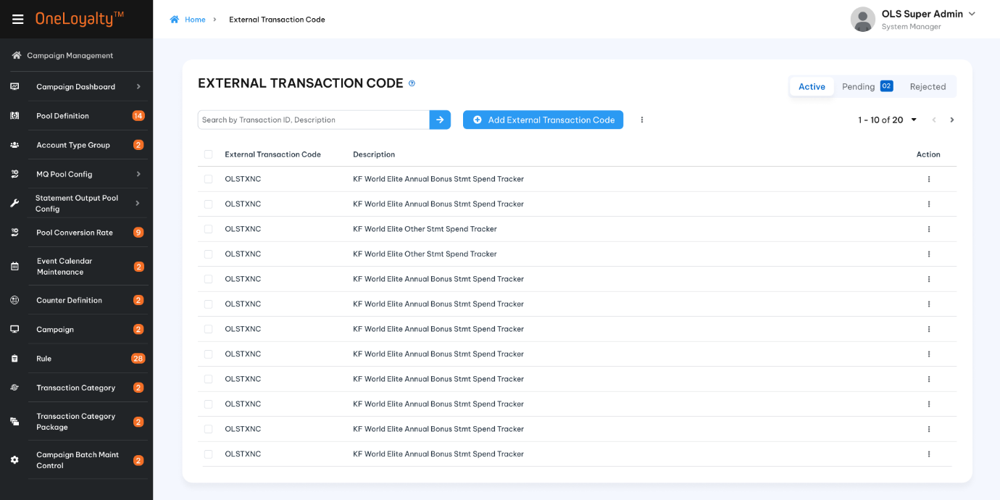 OneLoyalty™
Home > External Transaction Code
OLS Super Admin
System Manager
Campaign Management
Campaign Dashboard
Pool Definition 14
Account Type Group 2
MQ Pool Config
Statement Output Pool
Config
Pool Conversion Rate 9
Event Calendar
Maintenance 2
Counter Definition 2
Campaign 2
Rule 28
Transaction Category 2
Transaction Category
Package 2
Campaign Batch Maint
Control 2
EXTERNAL TRANSACTION CODE ?
Active Pending 02 Rejected
Search by Transaction ID, Description
Add External Transaction Code
1 - 10 of 20
External Transaction Code Description Action
OLSTXNC KF World Elite Annual Bonus Stmt Spend Tracker
OLSTXNC KF World Elite Annual Bonus Stmt Spend Tracker
OLSTXNC KF World Elite Other Stmt Spend Tracker
OLSTXNC KF World Elite Other Stmt Spend Tracker
OLSTXNC KF World Elite Annual Bonus Stmt Spend Tracker
OLSTXNC KF World Elite Annual Bonus Stmt Spend Tracker
OLSTXNC KF World Elite Annual Bonus Stmt Spend Tracker
OLSTXNC KF World Elite Annual Bonus Stmt Spend Tracker
OLSTXNC KF World Elite Annual Bonus Stmt Spend Tracker
OLSTXNC KF World Elite Annual Bonus Stmt Spend Tracker
OLSTXNC KF World Elite Annual Bonus Stmt Spend Tracker
OLSTXNC KF World Elite Annual Bonus Stmt Spend Tracker